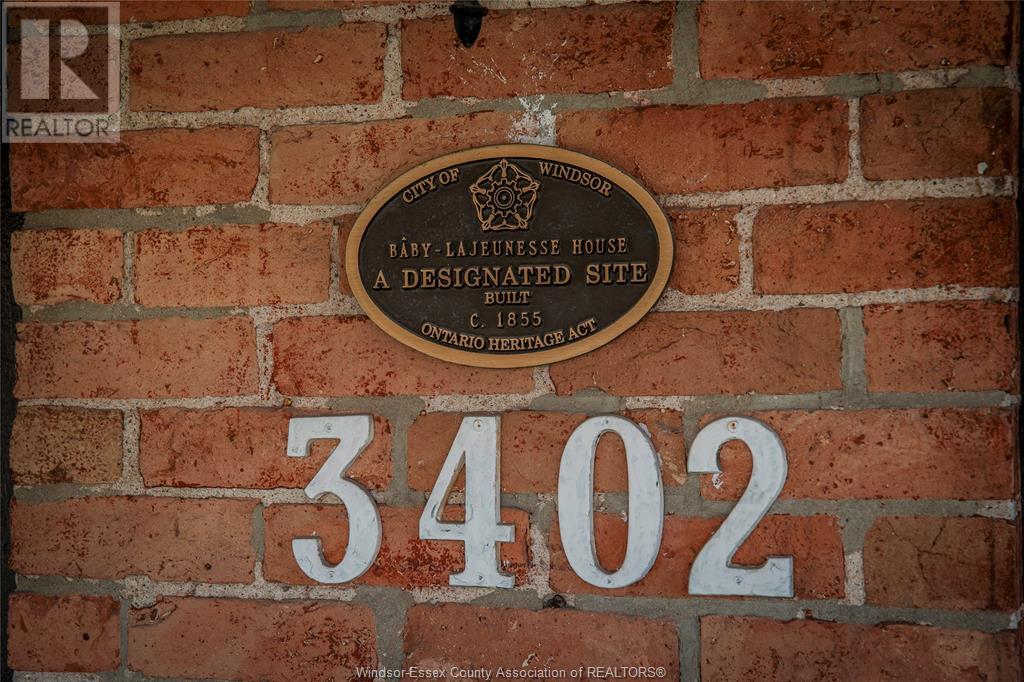 R
REALTOR®
CITY OF WINDSOR
BÂBY-LAJEUNESSE HOUSE
A DESIGNATED SITE
BUILT
C. 1855
ONTARIO HERITAGE ACT
3402
Windsor-Essex County Association of REALTORS®